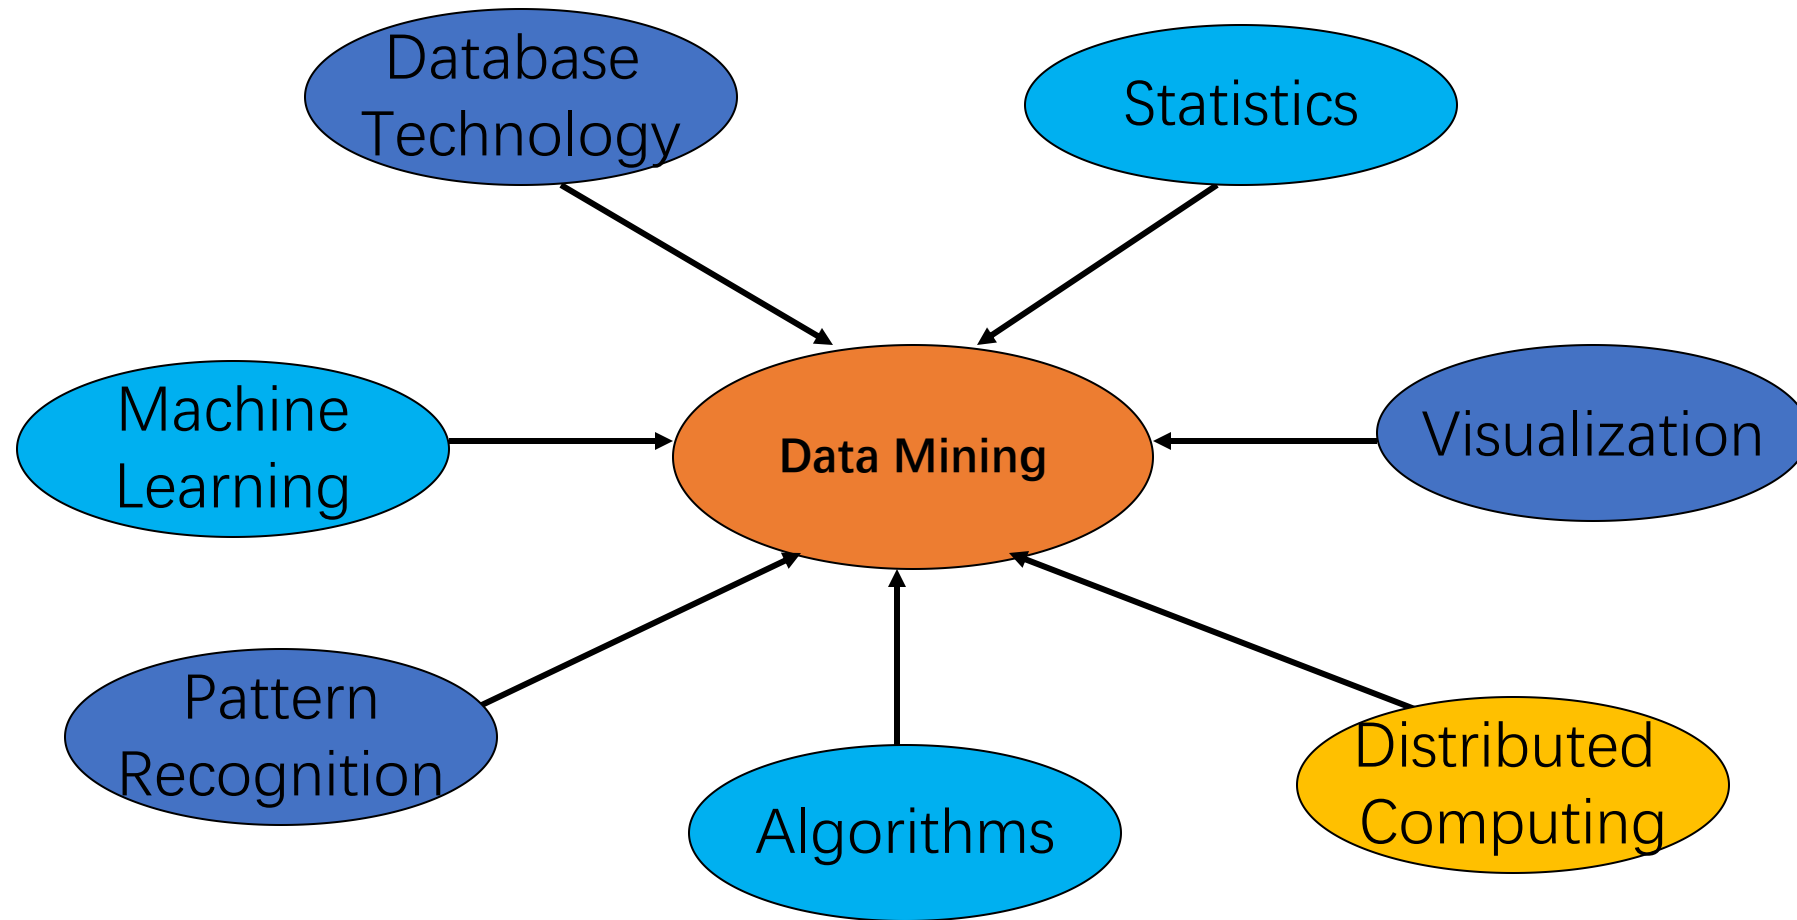 Database
Technology
Statistics
Machine
Learning
Data Mining
Visualization
Pattern
Recognition
Algorithms
Distributed
Computing